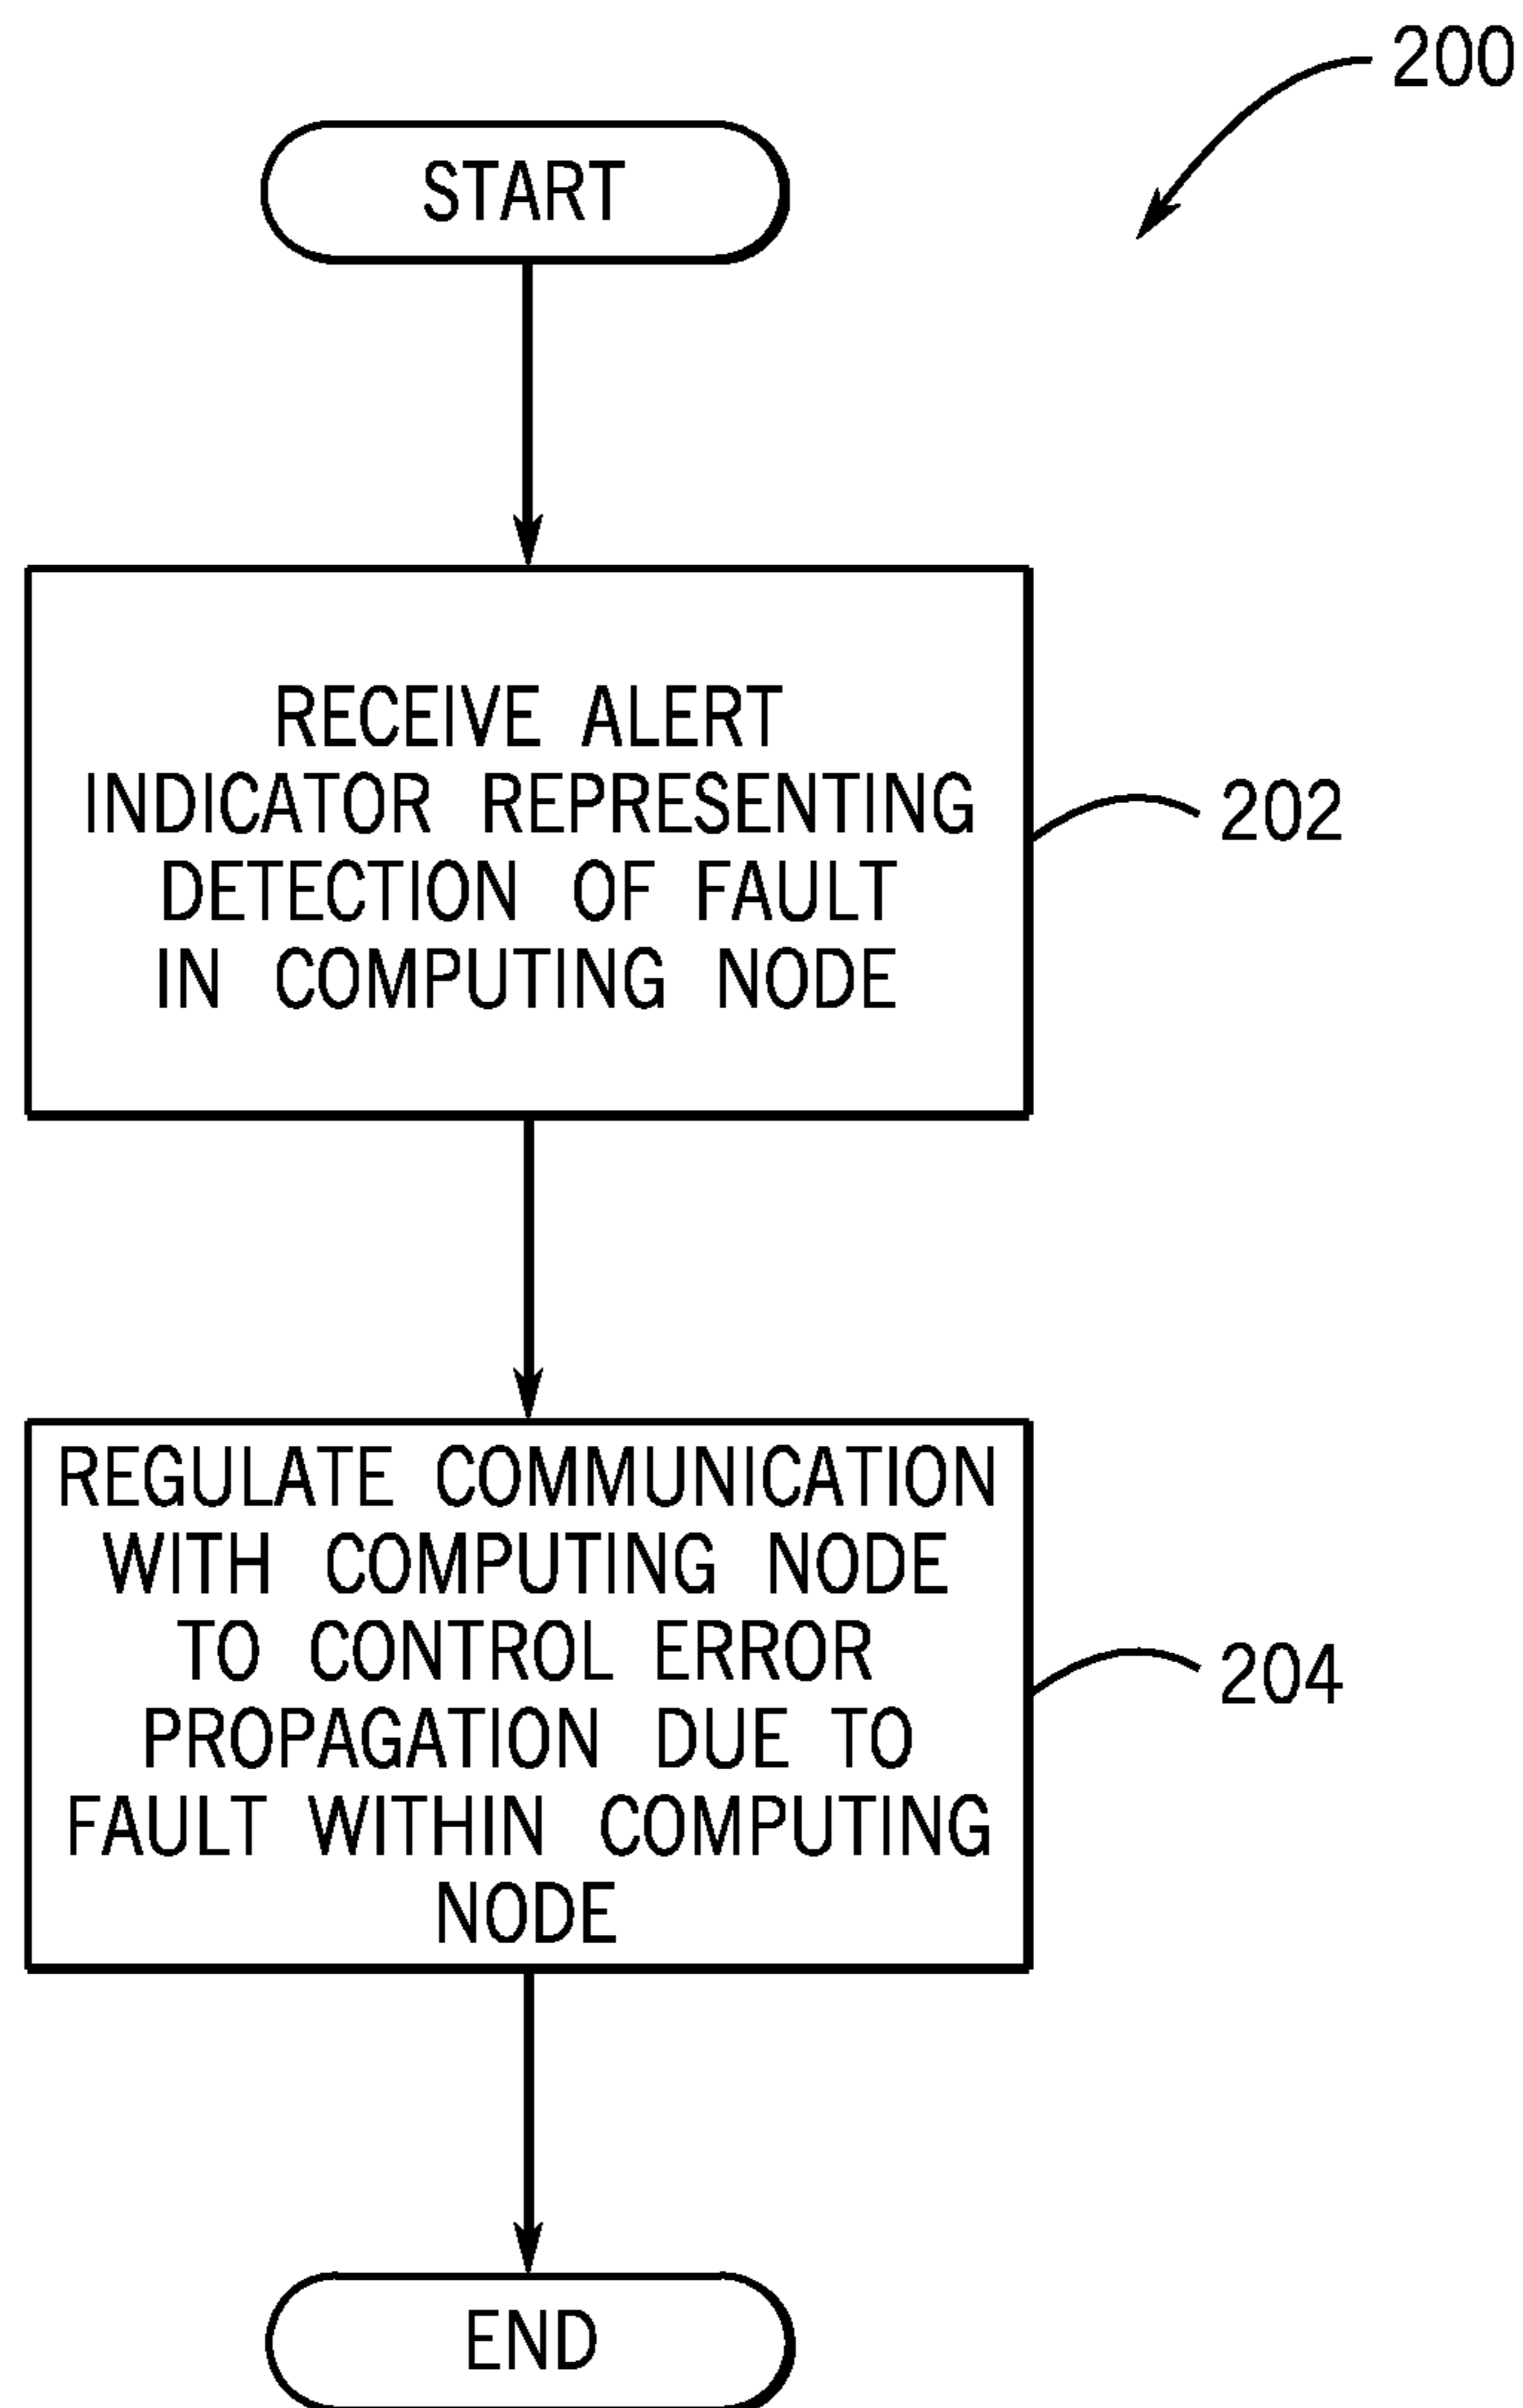 200
START
RECEIVE ALERT
INDICATOR REPRESENTING
DETECTION OF FAULT
IN COMPUTING NODE
202
REGULATE COMMUNICATION
WITH COMPUTING NODE
TO CONTROL ERROR
PROPAGATION DUE TO
FAULT WITHIN COMPUTING
NODE
204
END